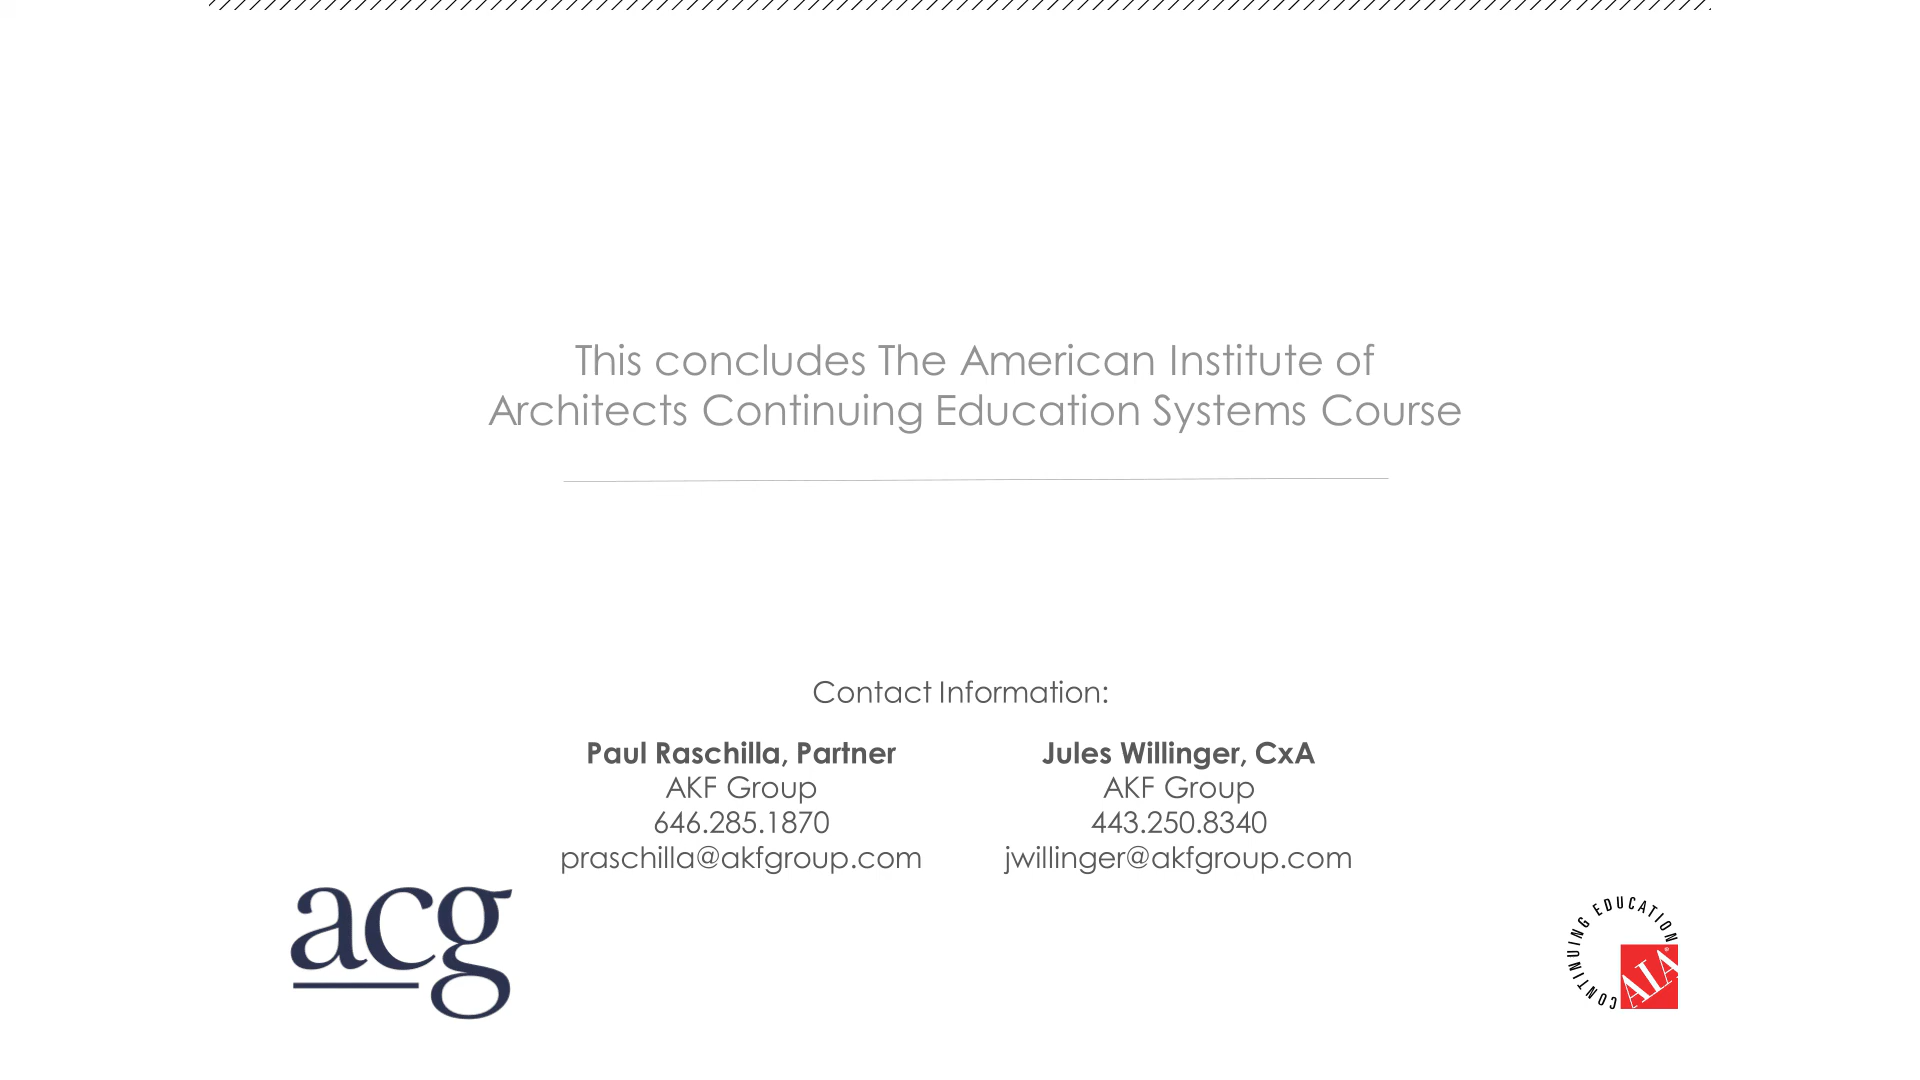 This concludes The American Institute of
Architects Continuing Education Systems Course
Contact Information:
Paul Raschilla, Partner
AKF Group
646.285.1870
praschilla@akfgroup.com
Jules Willinger, CxA
AKF Group
443.250.8340
jwillinger@akfgroup.com
acg
CONTINUING EDUCATION
AIA